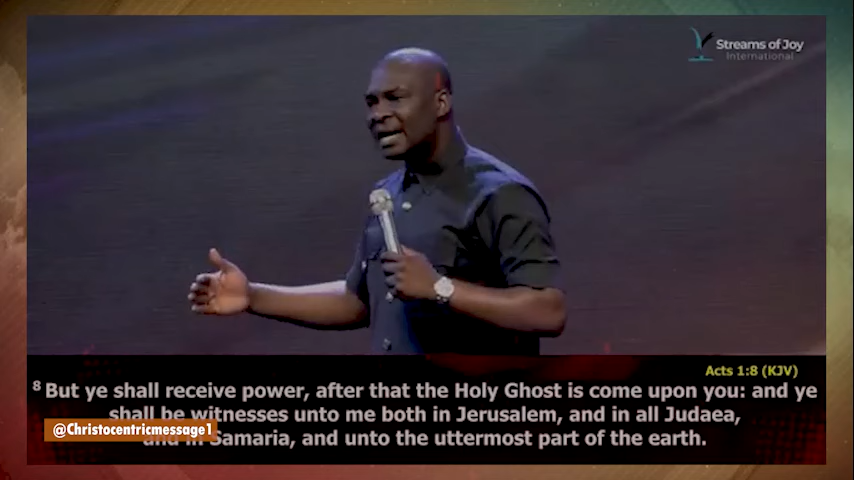 Streams of Joy
International
Acts 1:8 (KJV)
8 But ye shall receive power, after that the Holy Ghost is come upon you: and ye
shall be witnesses unto me both in Jerusalem, and in all Judaea,
and in Samaria, and unto the uttermost part of the earth.
@Christocentricmessage1